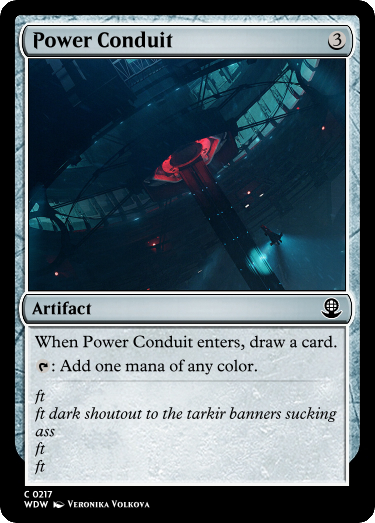 Power Conduit 3
Artifact
When Power Conduit enters, draw a card.
: Add one mana of any color.
ft
ft dark shoutout to the tarkir banners sucking
ass
ft
ft
C 0217
WDW Veronika Volkova